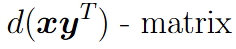 d(xy^T) - matrix